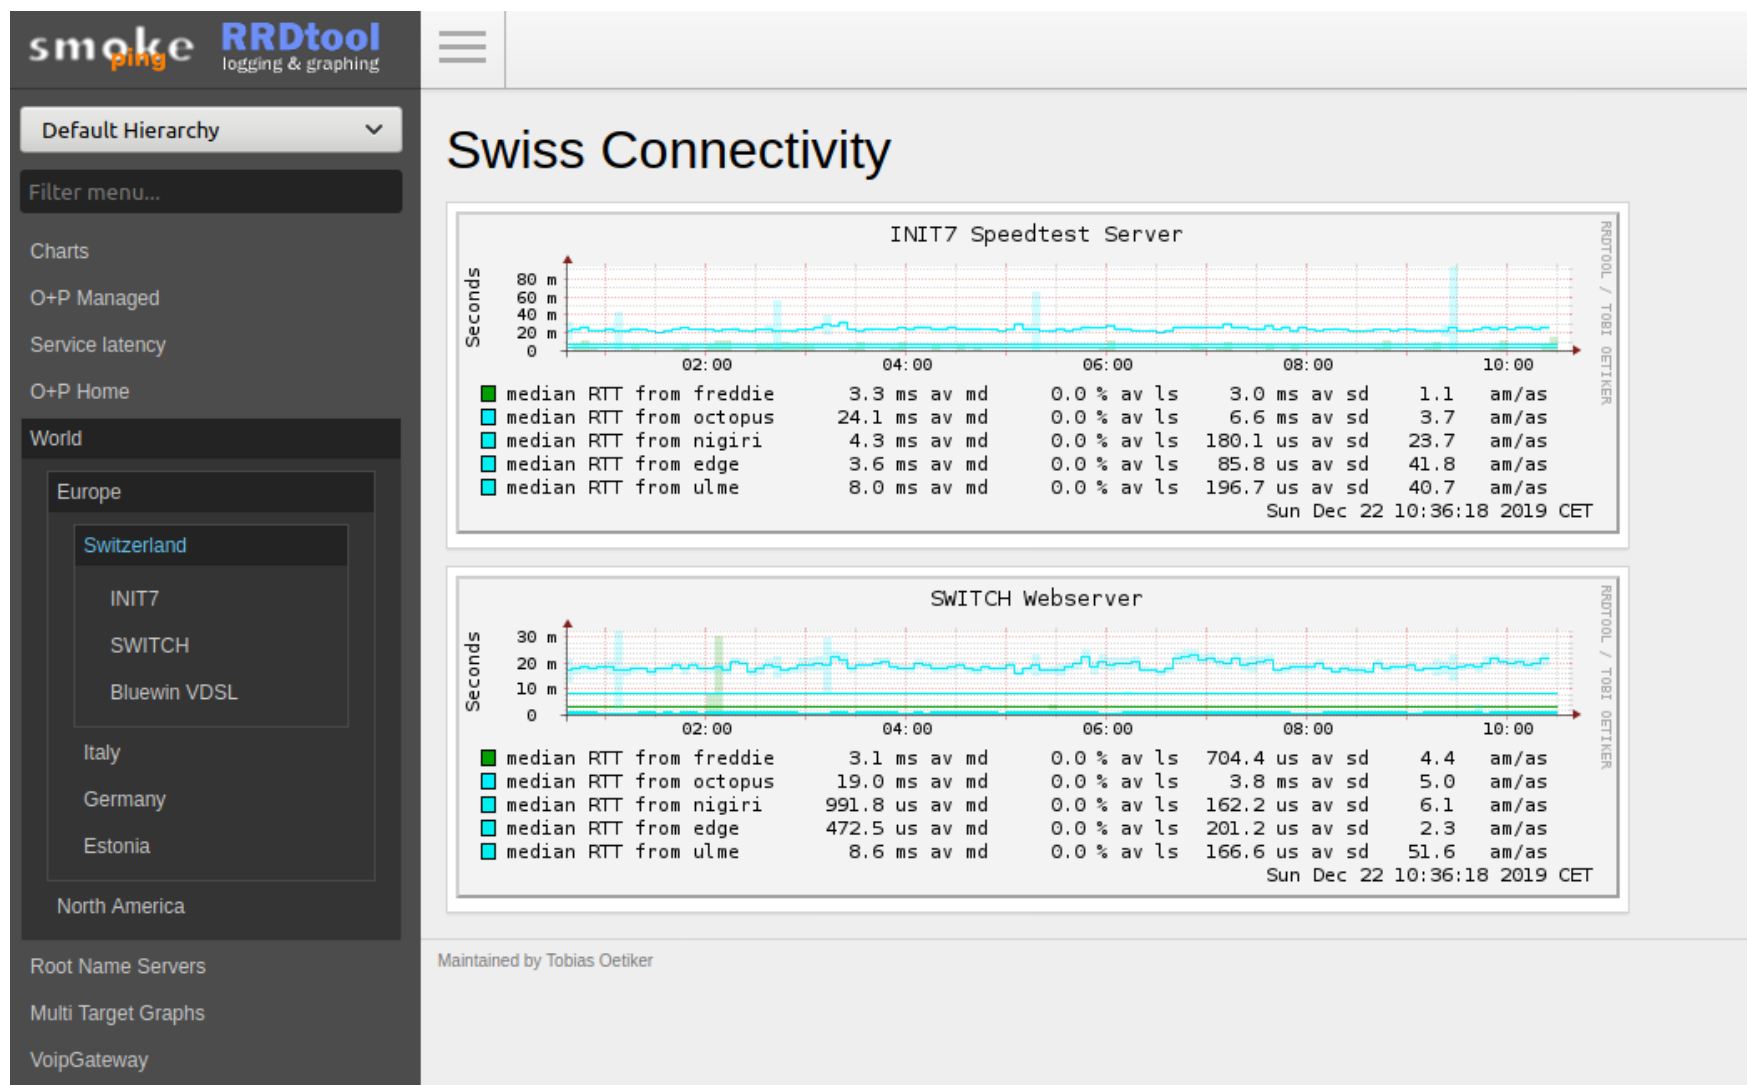 smoke ping RRDtool
logging & graphing
Default Hierarchy
Filter menu...
Charts
O+P Managed
Service latency
O+P Home
World
Europe
Switzerland
INIT7
SWITCH
Bluewin VDSL
Italy
Germany
Estonia
North America
Root Name Servers
Multi Target Graphs
VoipGateway
Swiss Connectivity
INIT7 Speedtest Server
RRDTOOL / TOBI OETIKER
Seconds
80 m
60 m
40 m
20 m
0
02:00 04:00 06:00 08:00 10:00
median RTT from freddie 3.3 ms av md 0.0 % av ls 3.0 ms av sd 1.1 am/as
median RTT from octopus 24.1 ms av md 0.0 % av ls 6.6 ms av sd 3.7 am/as
median RTT from nigiri 4.3 ms av md 0.0 % av ls 180.1 us av sd 23.7 am/as
median RTT from edge 3.6 ms av md 0.0 % av ls 85.8 us av sd 41.8 am/as
median RTT from ulme 8.0 ms av md 0.0 % av ls 196.7 us av sd 40.7 am/as
Sun Dec 22 10:36:18 2019 CET
SWITCH Webserver
RRDTOOL / TOBI OETIKER
Seconds
30 m
20 m
10 m
0
02:00 04:00 06:00 08:00 10:00
median RTT from freddie 3.1 ms av md 0.0 % av ls 704.4 us av sd 4.4 am/as
median RTT from octopus 19.0 ms av md 0.0 % av ls 3.8 ms av sd 5.0 am/as
median RTT from nigiri 991.8 us av md 0.0 % av ls 162.2 us av sd 6.1 am/as
median RTT from edge 472.5 us av md 0.0 % av ls 201.2 us av sd 2.3 am/as
median RTT from ulme 8.6 ms av md 0.0 % av ls 166.6 us av sd 51.6 am/as
Sun Dec 22 10:36:18 2019 CET
Maintained by Tobias Oetiker